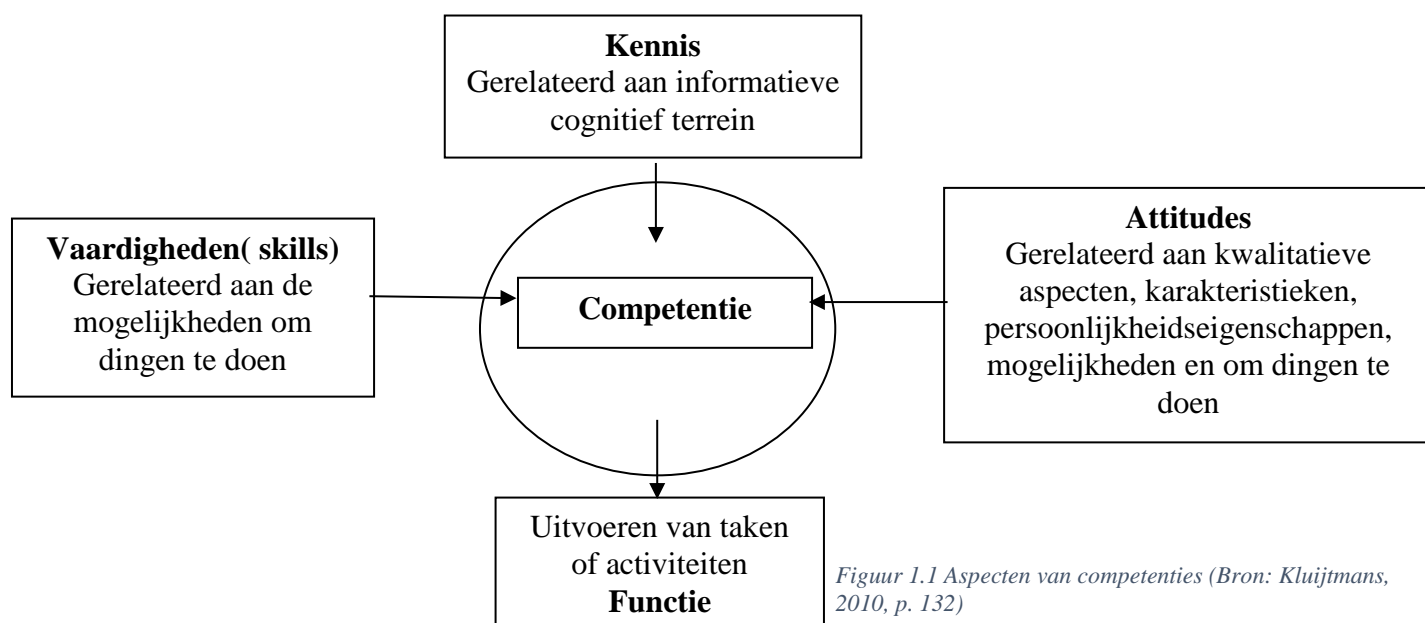 Kennis
Gerelateerd aan informatieve
cognitief terrein
Vaardigheden( skills)
Gerelateerd aan de
mogelijkheden om
dingen te doen
Competentie
Attitudes
Gerelateerd aan kwalitatieve
aspecten, karakteristieken,
persoonlijkheidseigenschappen,
mogelijkheden en om dingen te
doen
Uitvoeren van taken
of activiteiten
Functie
Figuur 1.1 Aspecten van competenties (Bron: Kluijtmans,
2010, p. 132)